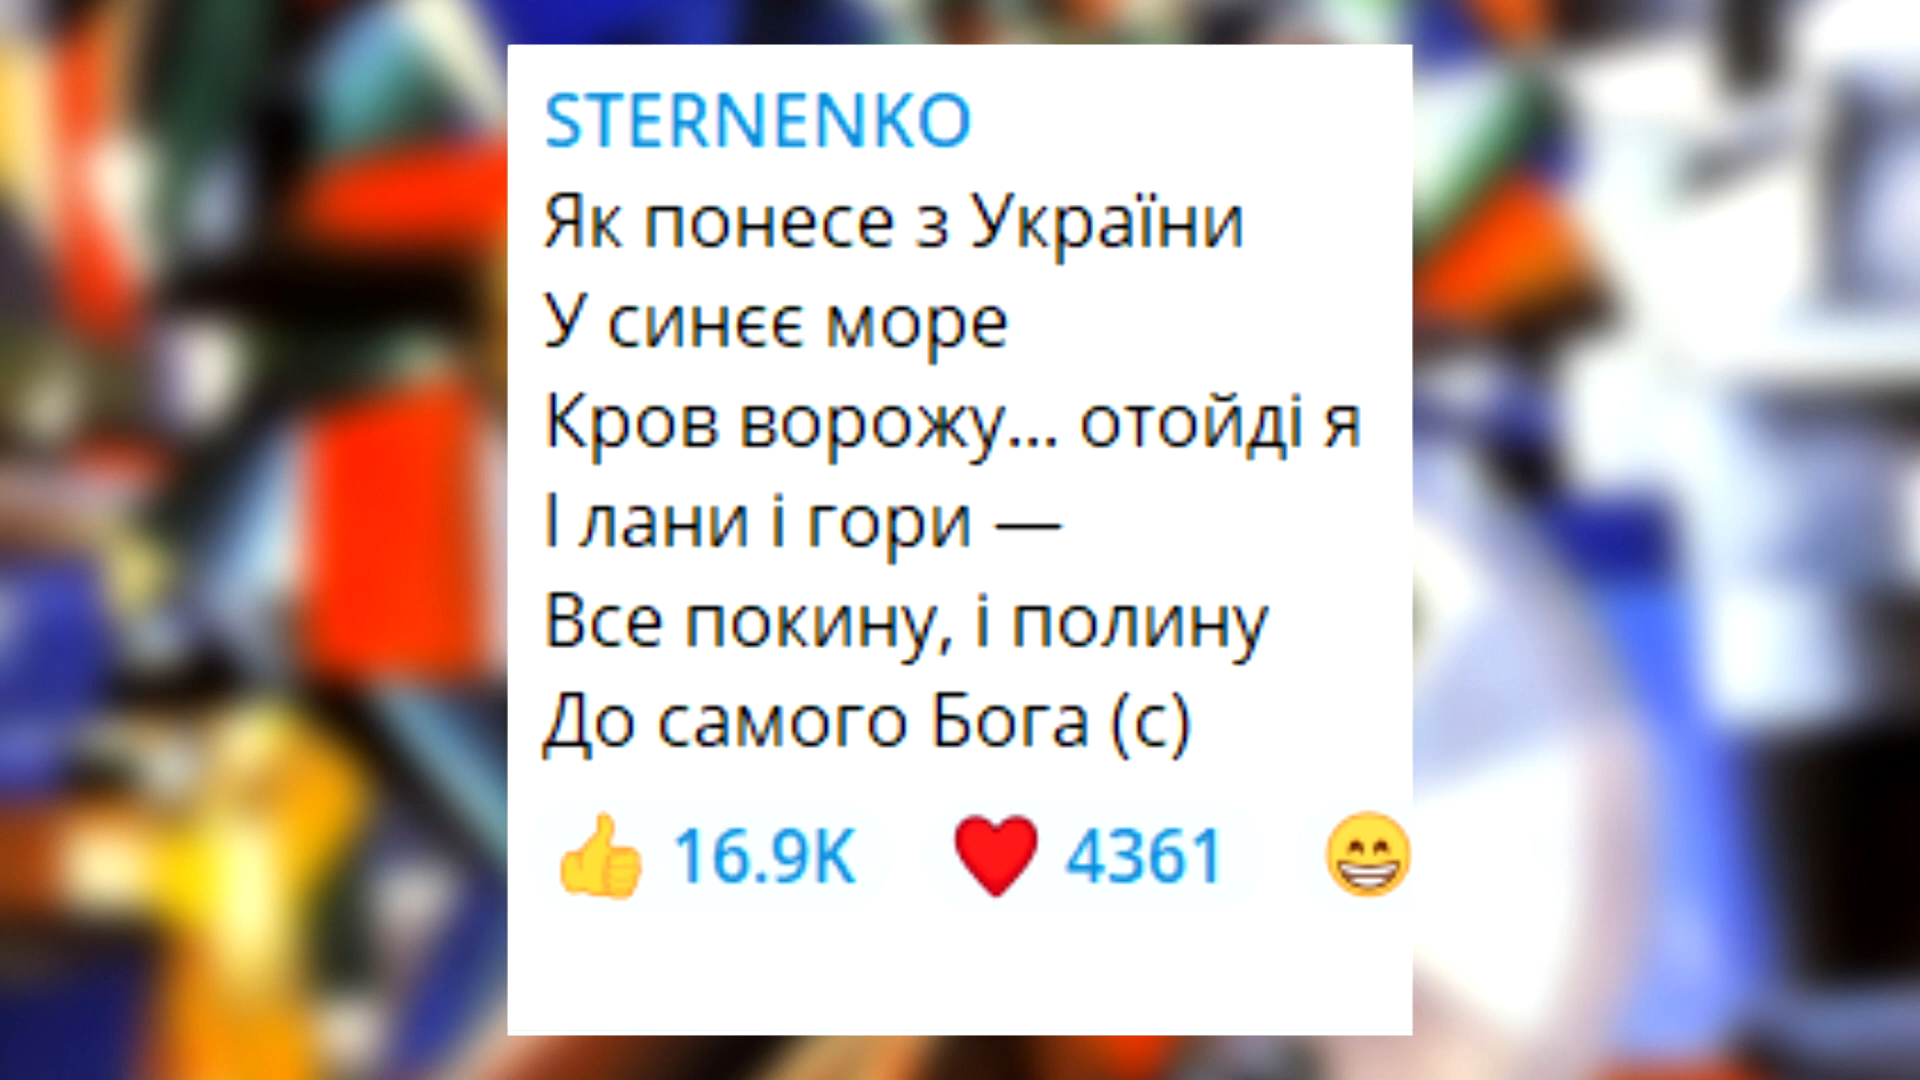 STERNENKO
Як понесе з України
У синєє море
Кров ворожу... отойді я
І лани і гори —
Все покину, і полину
До самого Бога (с)
👍 16.9K ❤ 4361 😁